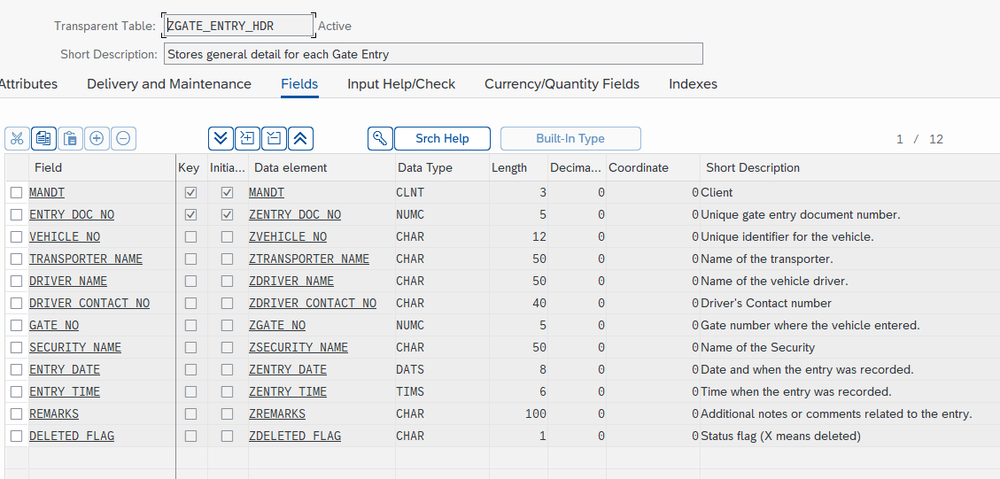 Transparent Table: ZGATE_ENTRY_HDR Active
Short Description: Stores general detail for each Gate Entry
Attributes Delivery and Maintenance Fields Input Help/Check Currency/Quantity Fields Indexes
Srch Help Built-In Type 1 / 12
Field Key Initia... Data element Data Type Length Decima... Coordinate Short Description
MANDT MANDT CLNT 3 0 0 Client
ENTRY_DOC_NO ZENTRY_DOC_NO NUMC 5 0 0 Unique gate entry document number.
VEHICLE_NO ZVEHICLE_NO CHAR 12 0 0 Unique identifier for the vehicle.
TRANSPORTER_NAME ZTRANSPORTER_NAME CHAR 50 0 0 Name of the transporter.
DRIVER_NAME ZDRIVER_NAME CHAR 50 0 0 Name of the vehicle driver.
DRIVER_CONTACT_NO ZDRIVER_CONTACT_NO CHAR 40 0 0 Driver's Contact number
GATE_NO ZGATE_NO NUMC 5 0 0 Gate number where the vehicle entered.
SECURITY_NAME ZSECURITY_NAME CHAR 50 0 0 Name of the Security
ENTRY_DATE ZENTRY_DATE DATS 8 0 0 Date and when the entry was recorded.
ENTRY_TIME ZENTRY_TIME TIMS 6 0 0 Time when the entry was recorded.
REMARKS ZREMARKS CHAR 100 0 0 Additional notes or comments related to the entry.
DELETED_FLAG ZDELETED_FLAG CHAR 1 0 0 Status flag (X means deleted)